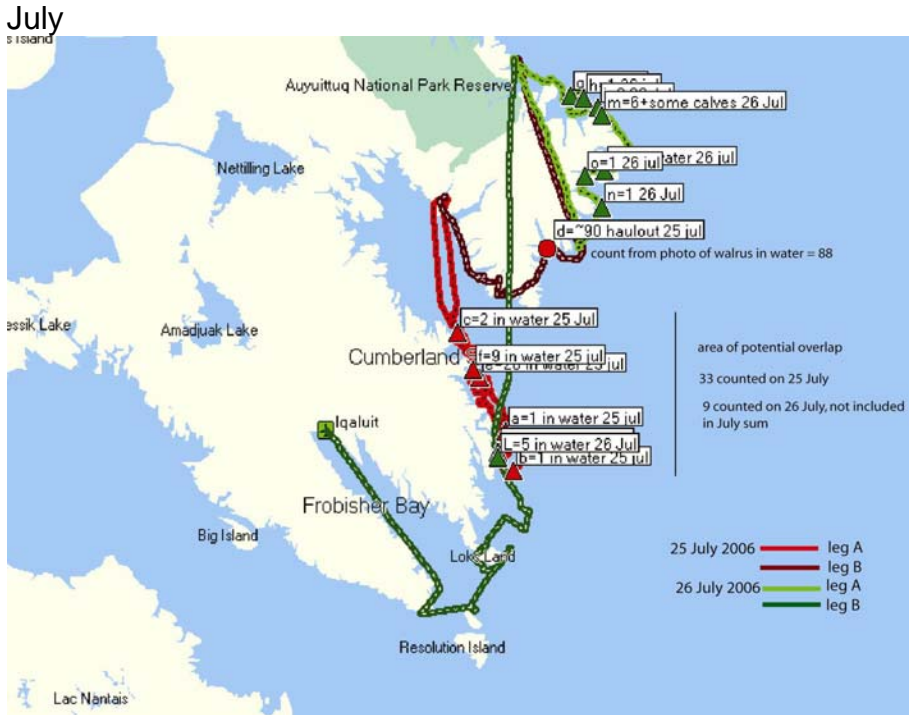 July
Island
Auyuittuq National Park Reserve
m=6+some calves 26 Jul
Nettilling Lake
ater 26 jul
o=1 26 jul
n=1 26 Jul
d=~90 haulout 25 jul
count from photo of walrus in water = 88
c=2 in water 25 Jul
essik Lake
Amadjuak Lake
area of potential overlap
Cumberland
f=9 in water 25 jul
33 counted on 25 July
9 counted on 26 July, not included
in July sum
a=1 in water 25 jul
Iqaluit
L=5 in water 26 Jul
b=1 in water 25 jul
Frobisher Bay
Big Island
Loks Land
25 July 2006 leg A
leg B
26 July 2006 leg A
leg B
Resolution Island
Lac Nantais